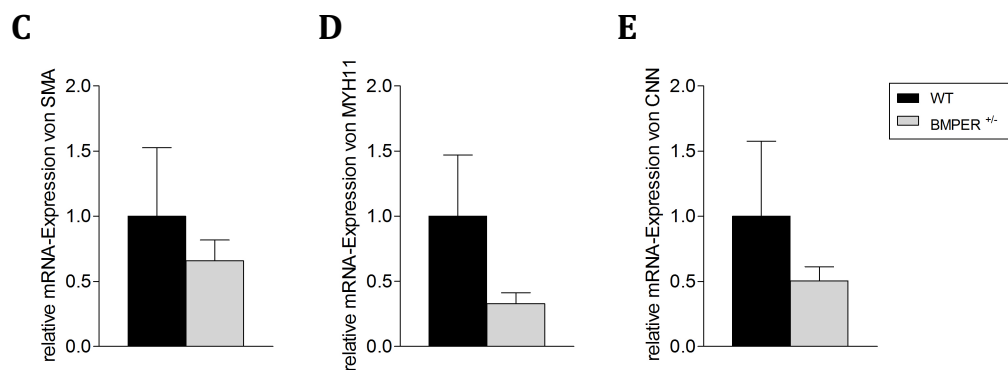 C
relative mRNA-Expression von SMA
2.0
1.5
1.0
0.5
0.0
D
relative mRNA-Expression von MYH11
2.0
1.5
1.0
0.5
0.0
E
relative mRNA-Expression von CNN
2.0
1.5
1.0
0.5
0.0
WT
BMPER +/-